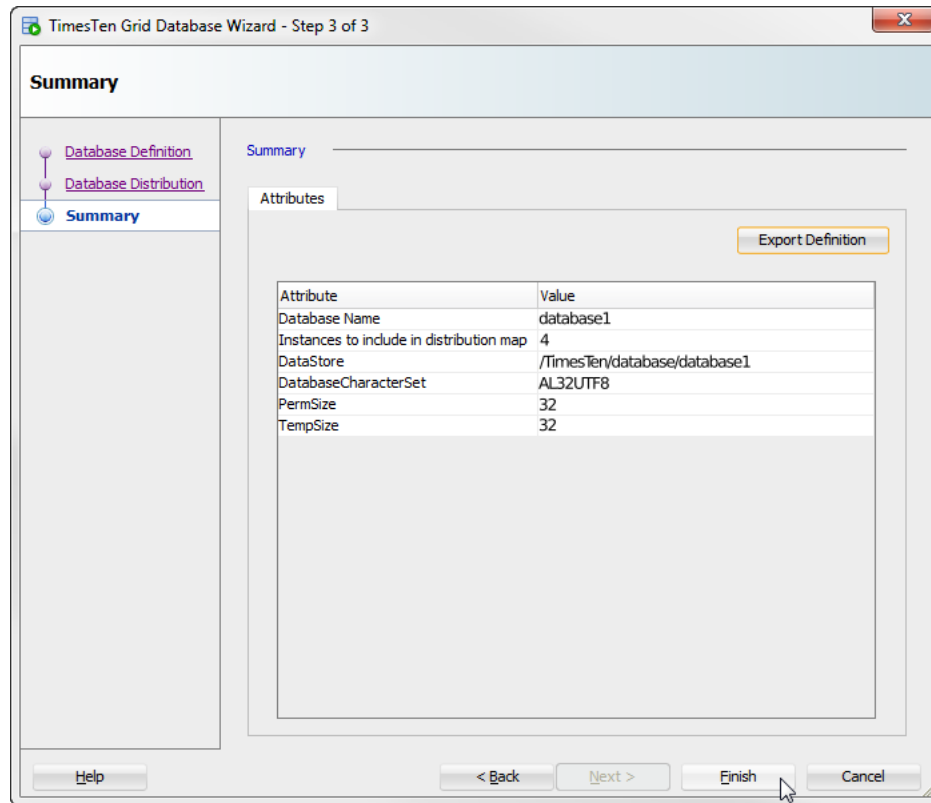 TimesTen Grid Database Wizard - Step 3 of 3
Summary
Database Definition
Database Distribution
Summary
Summary
Attributes
Export Definition
Attribute Value
Database Name database1
Instances to include in distribution map 4
DataStore /TimesTen/database/database1
DatabaseCharacterSet AL32UTF8
PermSize 32
TempSize 32
Help < Back Next > Finish Cancel